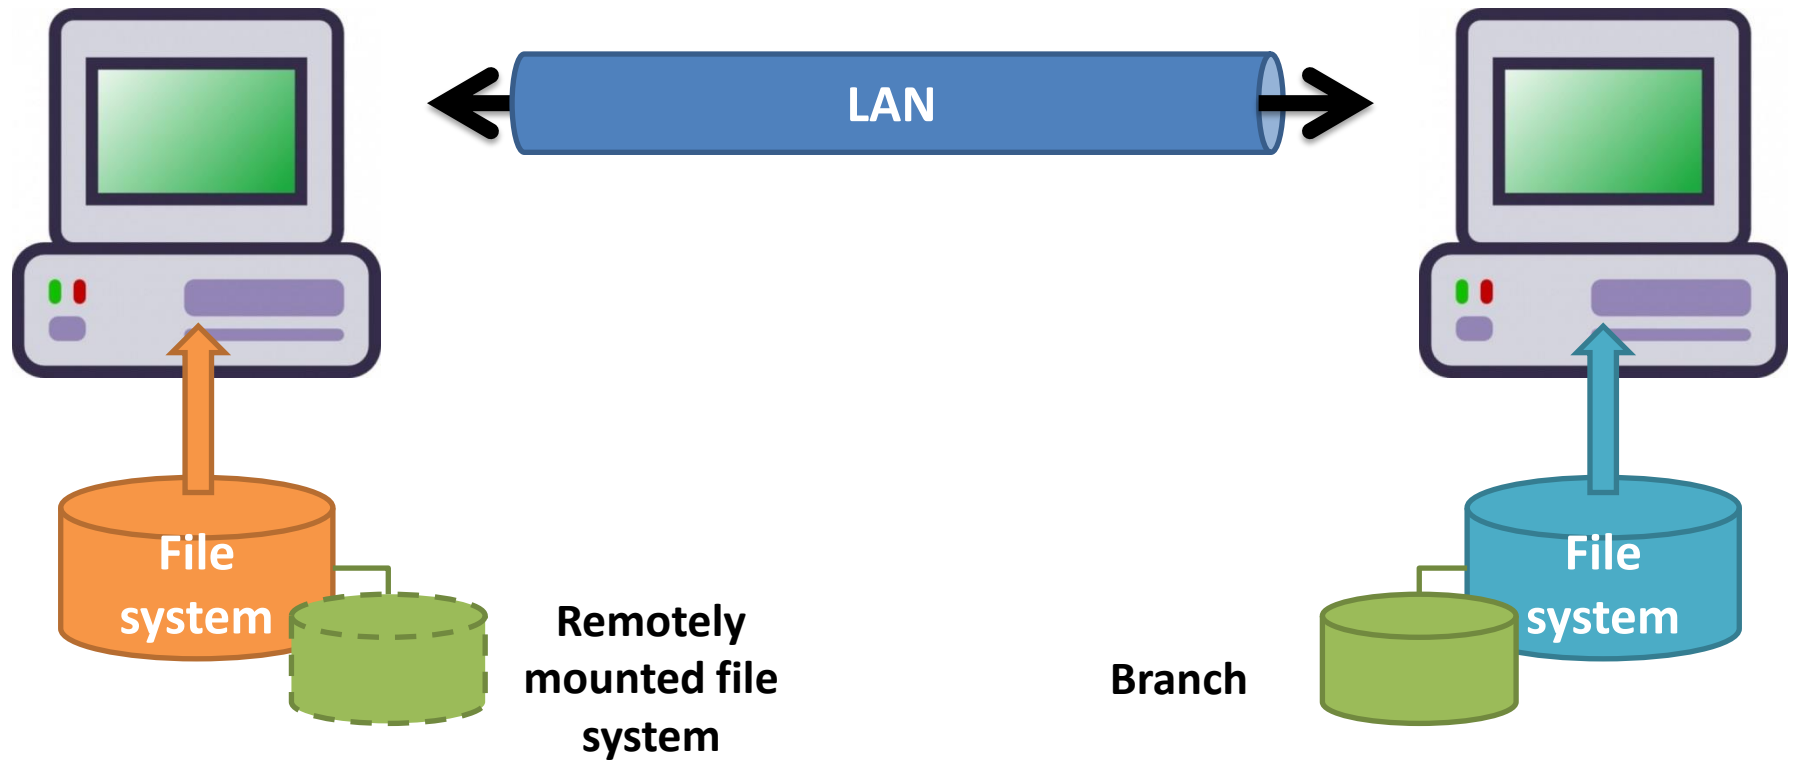 LAN
File
system
Remotely
mounted file
system
Branch
File
system